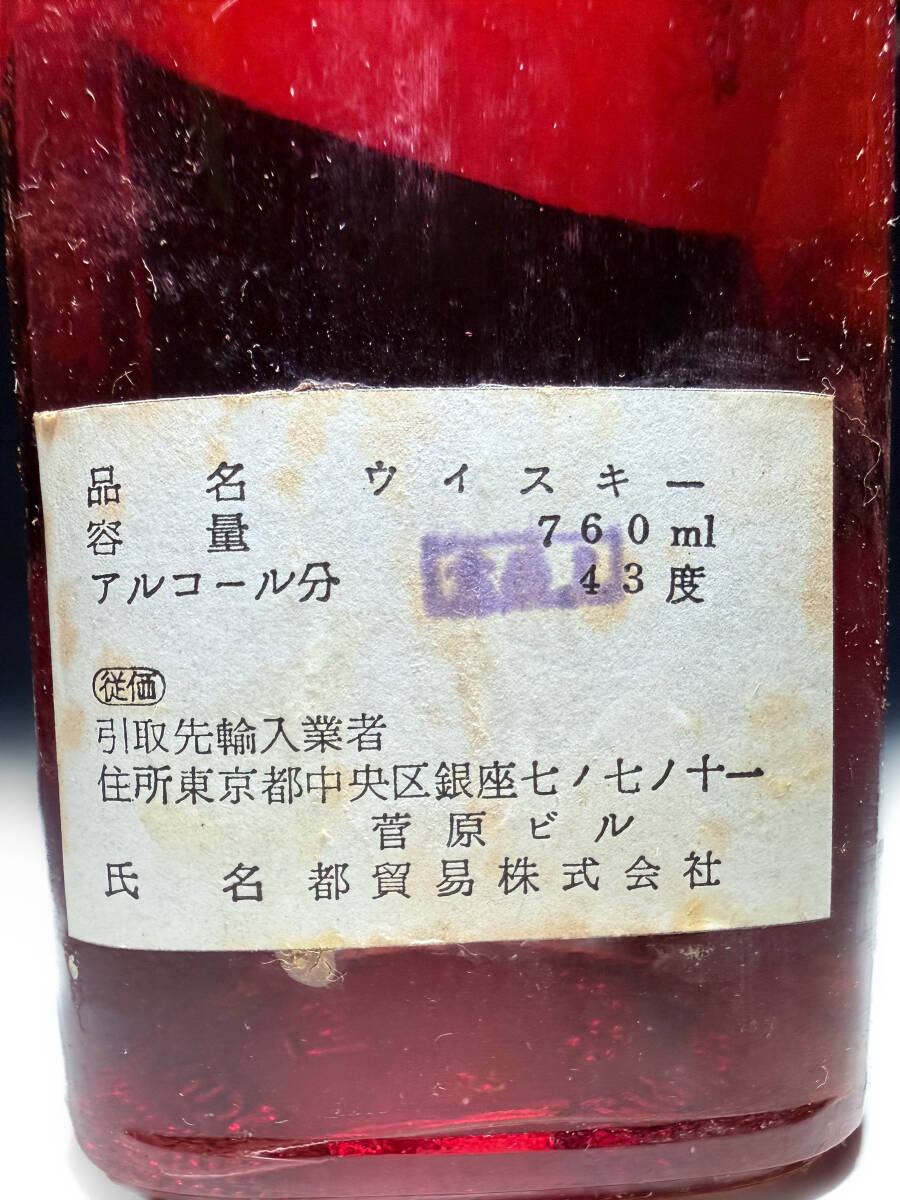 品名 ウイスキー
容量 760ml
アルコール分 43度
従価
引取先輸入業者
住所東京都中央区銀座七ノ七ノ十一
菅原ビル
氏名 都貿易株式会社